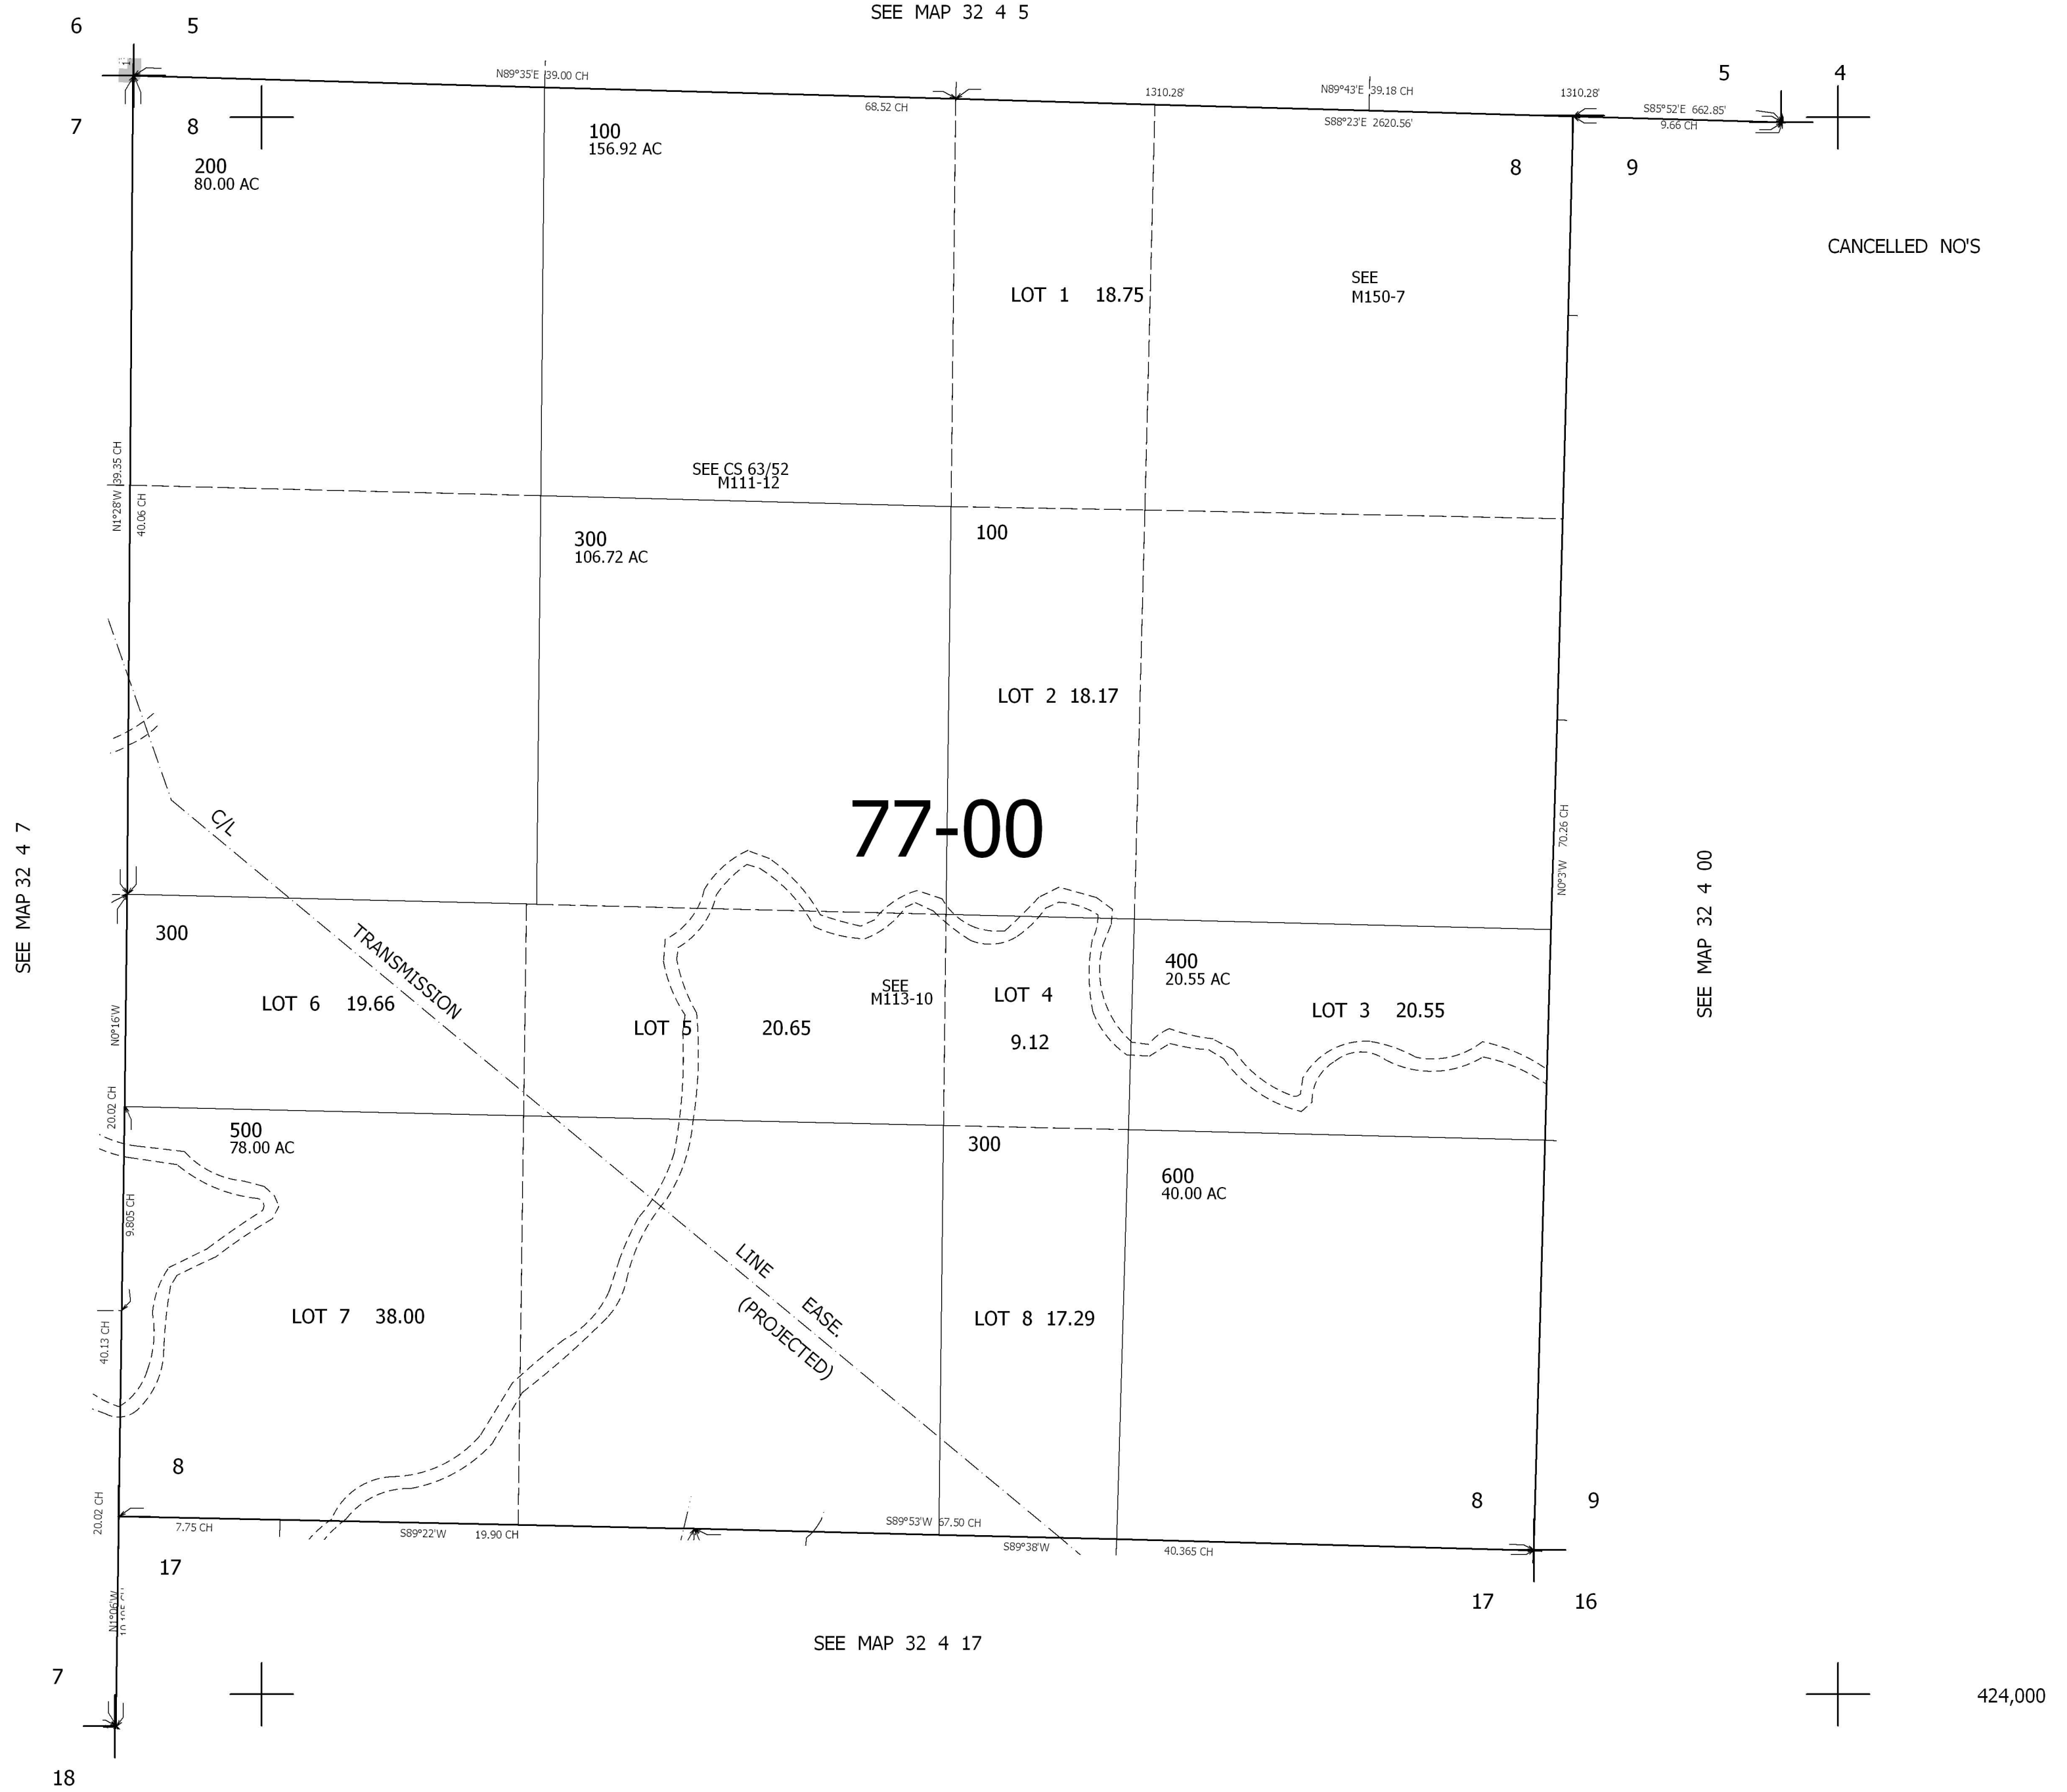 SEE MAP 32 4 5
6 5
5 4
N89°35'E 39.00 CH
68.52 CH
1310.28'
N89°43'E 39.18 CH
1310.28'
S85°52'E 662.85'
S88°23'E 2620.56'
9.66 CH
7 8
100
156.92 AC
200
80.00 AC
8 9
CANCELLED NO'S
LOT 1 18.75
SEE
M150-7
N1°28'W 39.35 CH
40.06 CH
SEE CS 63/52
M111-12
300
106.72 AC
100
LOT 2 18.17
77-00
C/L
TRANSMISSION
LINE
EASE.
(PROJECTED)
SEE MAP 32 4 7
SEE MAP 32 4 00
N0°3'W 70.26 CH
300
LOT 6 19.66
LOT 5 20.65
SEE
M113-10
LOT 4
9.12
400
20.55 AC
LOT 3 20.55
N0°16'W
20.02 CH
500
78.00 AC
300
600
40.00 AC
9.805 CH
40.13 CH
LOT 7 38.00
LOT 8 17.29
8
8 9
20.02 CH
7.75 CH
S89°22'W 19.90 CH
S89°53'W 67.50 CH
S89°38'W 40.365 CH
17
17 16
N1°06'W
SEE MAP 32 4 17
7
424,000
18